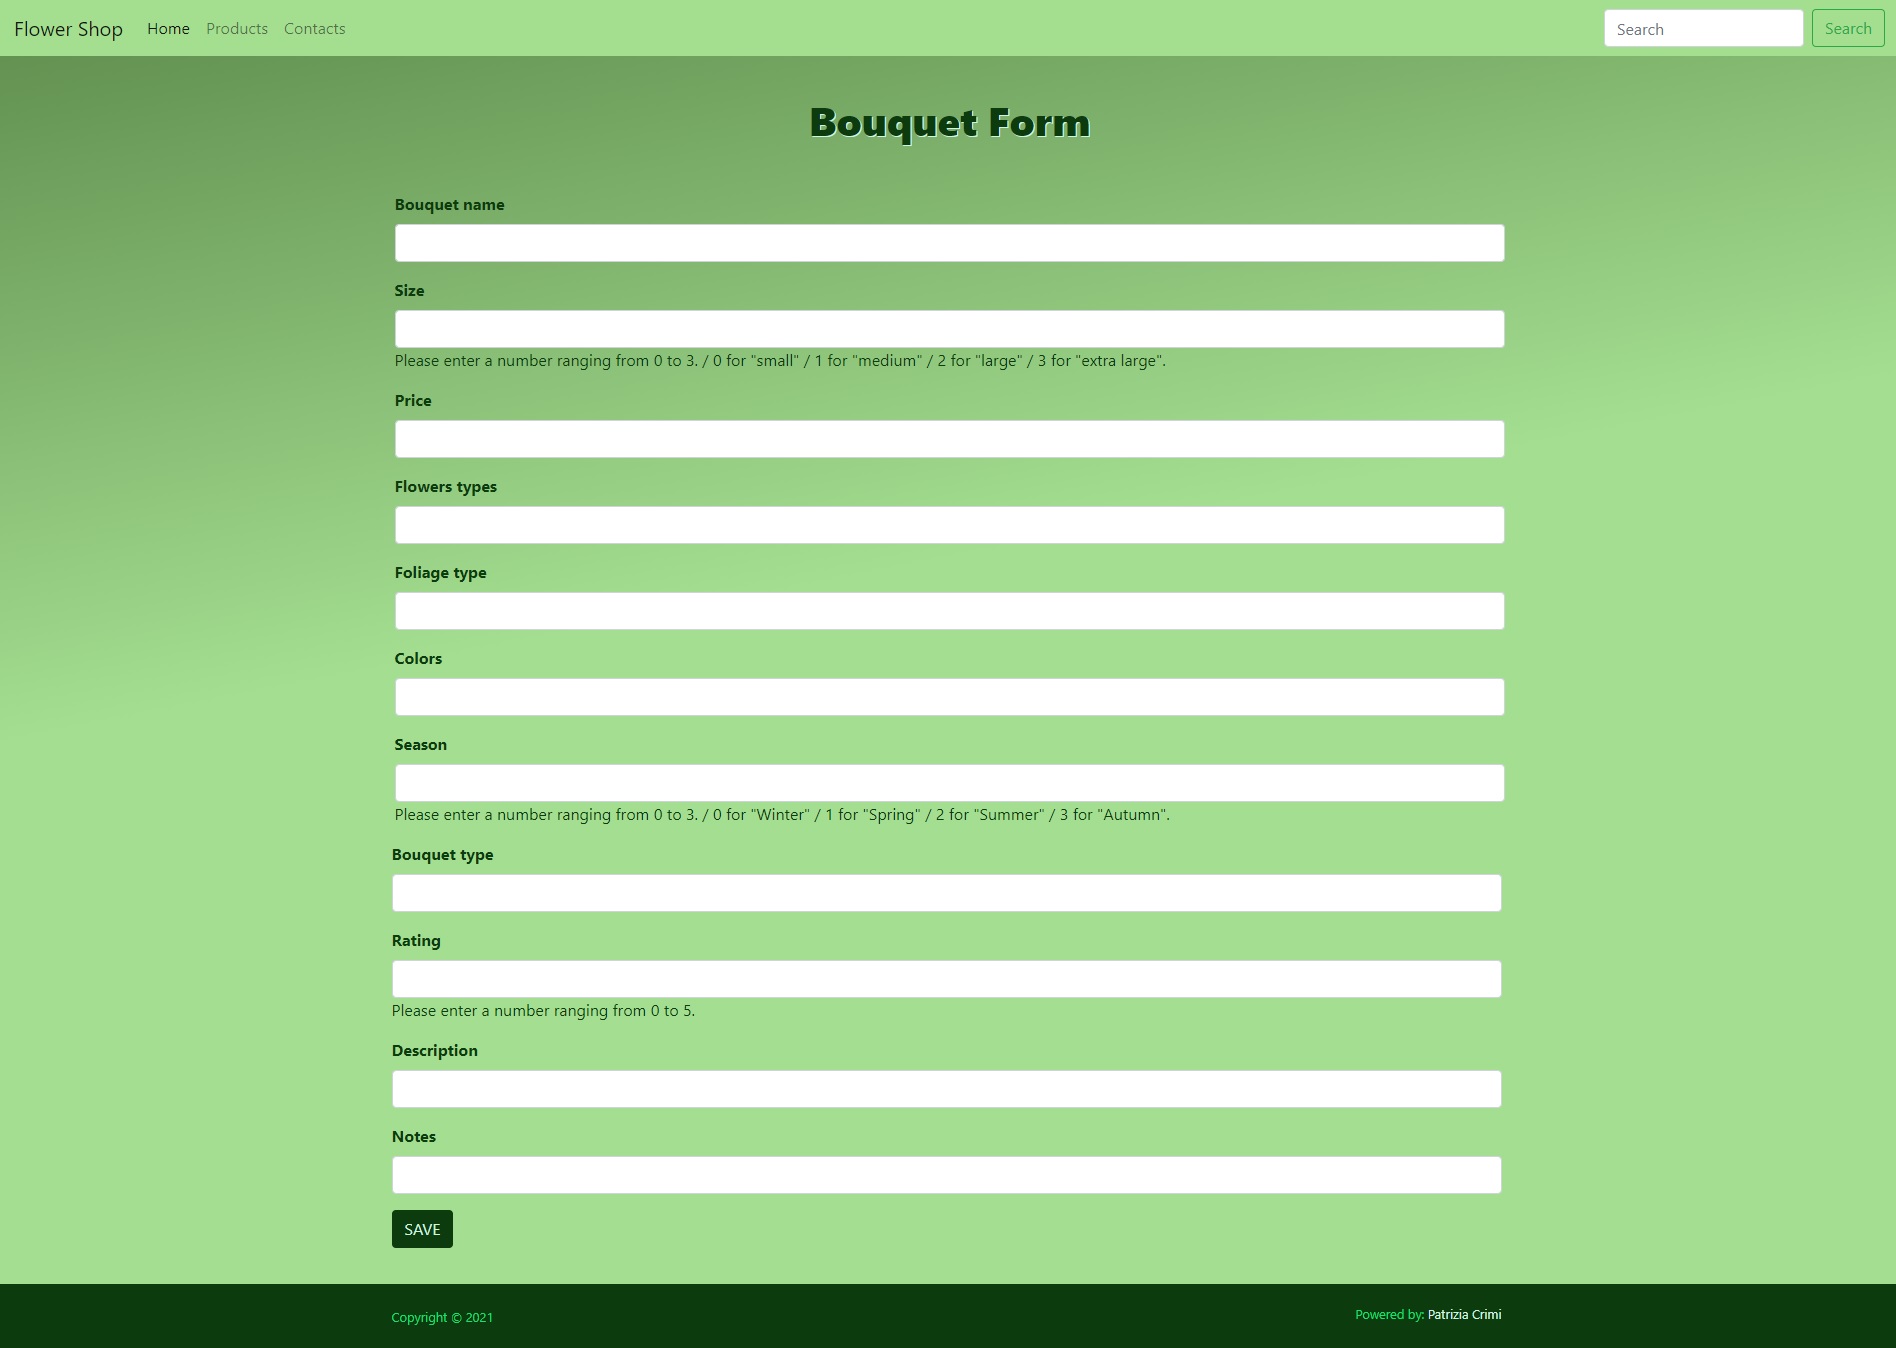 Flower Shop Home Products Contacts Search Search
Bouquet Form
Bouquet name
Size
Please enter a number ranging from 0 to 3. / 0 for "small" / 1 for "medium" / 2 for "large" / 3 for "extra large".
Price
Flowers types
Foliage type
Colors
Season
Please enter a number ranging from 0 to 3. / 0 for "Winter" / 1 for "Spring" / 2 for "Summer" / 3 for "Autumn".
Bouquet type
Rating
Please enter a number ranging from 0 to 5.
Description
Notes
SAVE
Copyright © 2021 Powered by: Patrizia Crimi